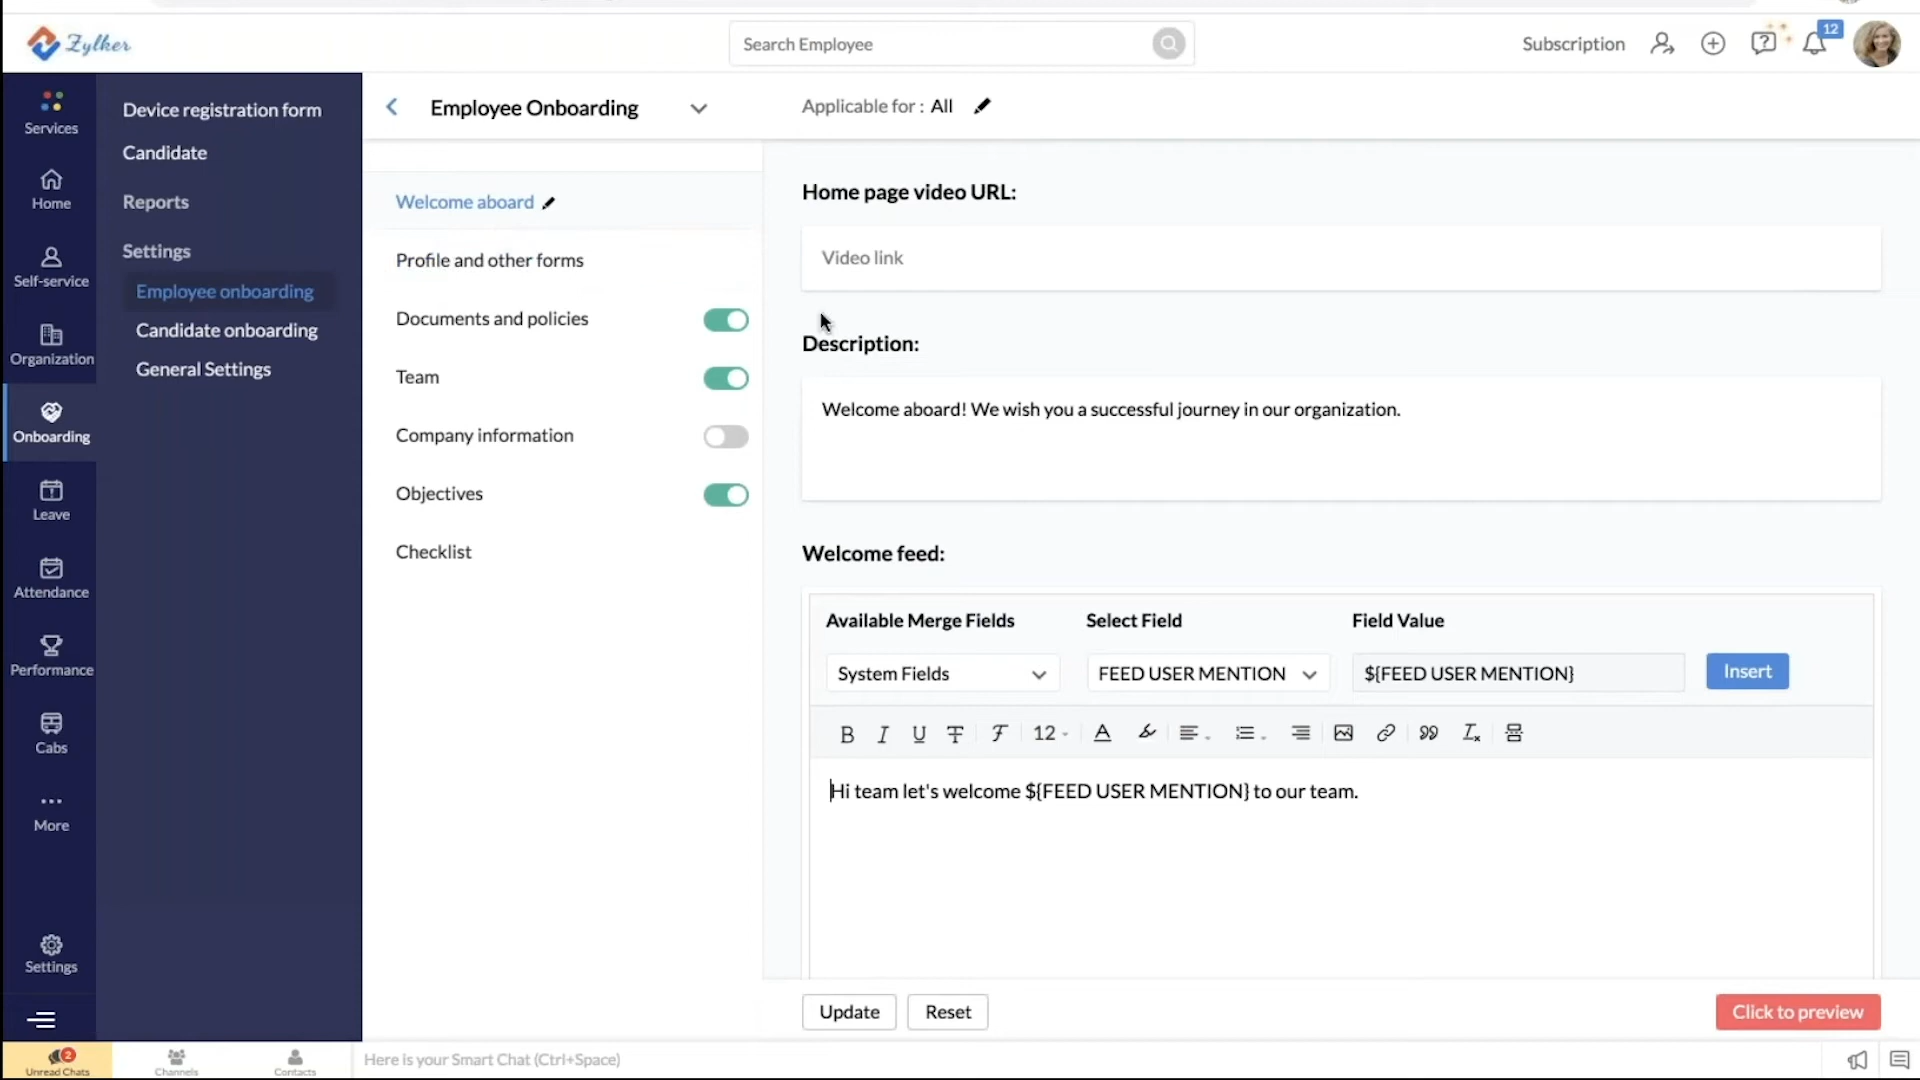 Zylker
Search Employee
Subscription
12
Services
Home
Self-service
Organization
Onboarding
Leave
Attendance
Performance
Cabs
More
Settings
Device registration form
Candidate
Reports
Settings
Employee onboarding
Candidate onboarding
General Settings
Employee Onboarding
Applicable for : All
Welcome aboard
Profile and other forms
Documents and policies
Team
Company information
Objectives
Checklist
Home page video URL:
Video link
Description:
Welcome aboard! We wish you a successful journey in our organization.
Welcome feed:
Available Merge Fields Select Field Field Value
System Fields FEED USER MENTION ${FEED USER MENTION} Insert
B I U T F 12 A
Hi team let's welcome ${FEED USER MENTION} to our team.
Update Reset Click to preview
2
Unread Chats Channels Contacts Here is your Smart Chat (Ctrl+Space)